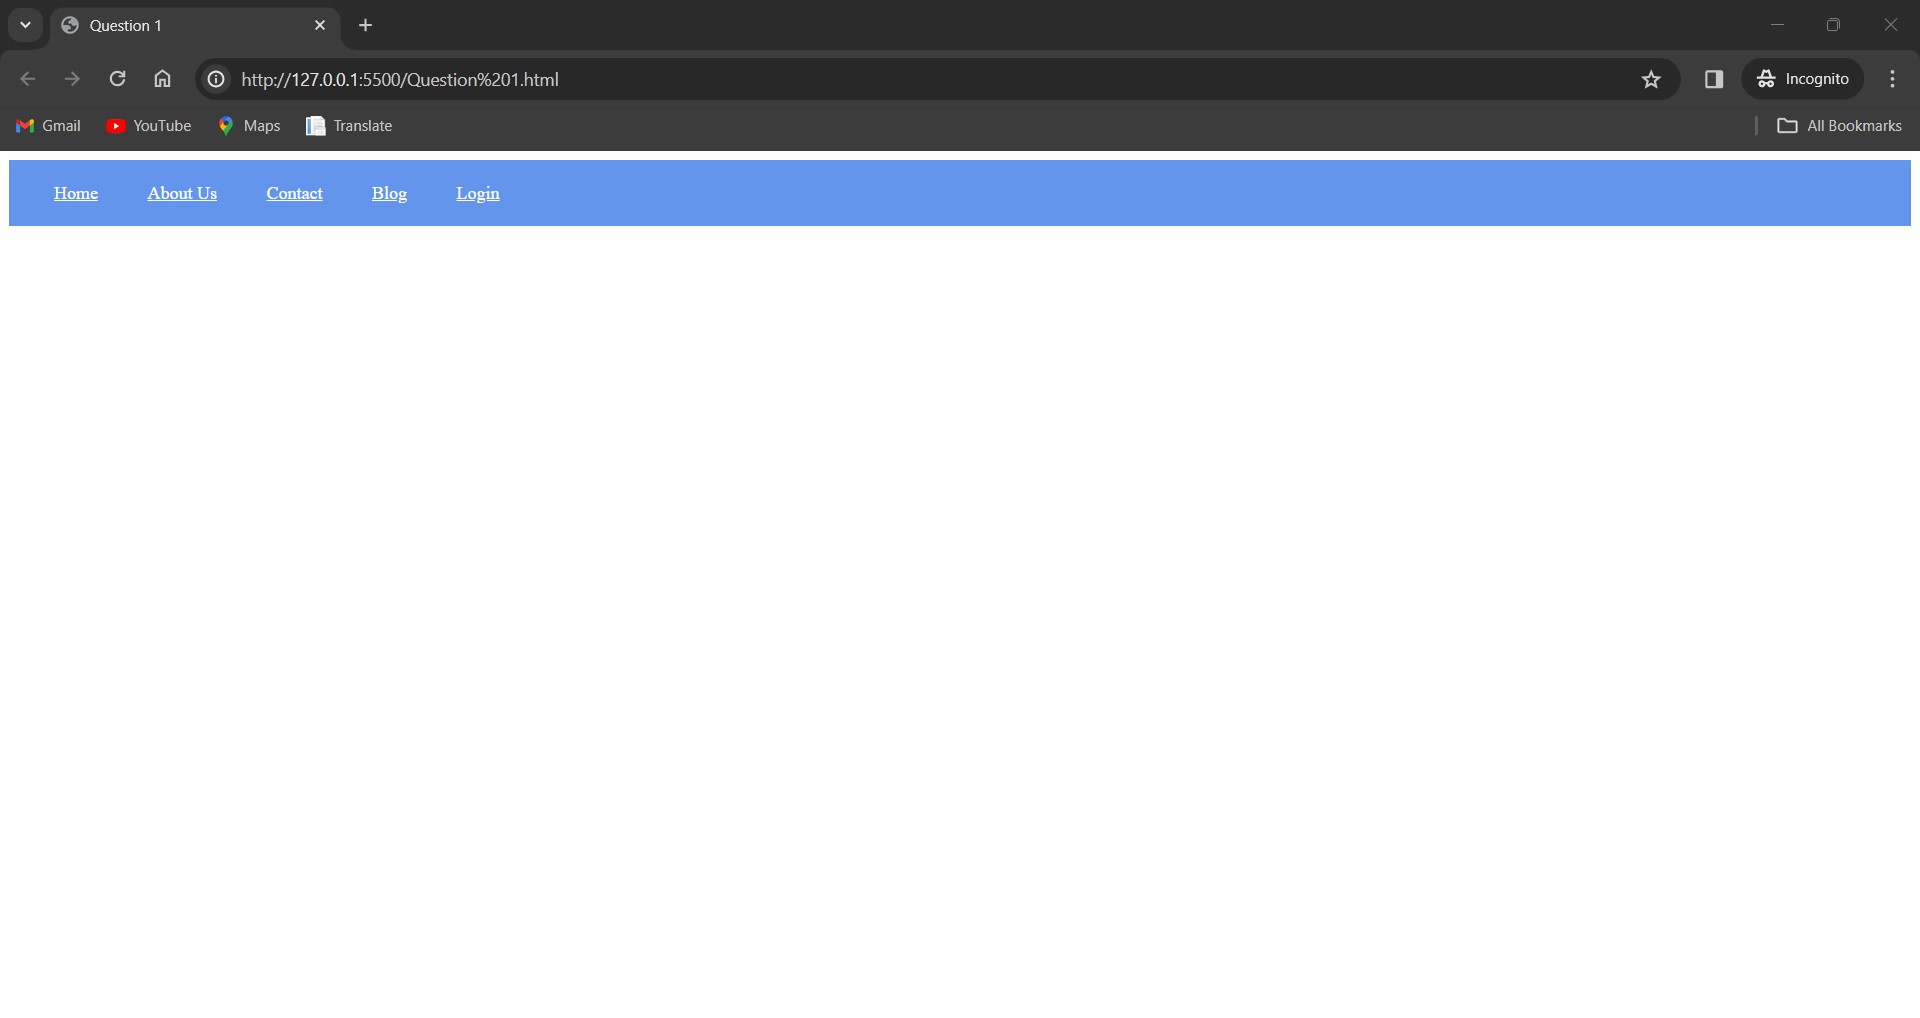 Question 1
http://127.0.0.1:5500/Question%201.html
Incognito
Gmail YouTube Maps Translate All Bookmarks
Home About Us Contact Blog Login